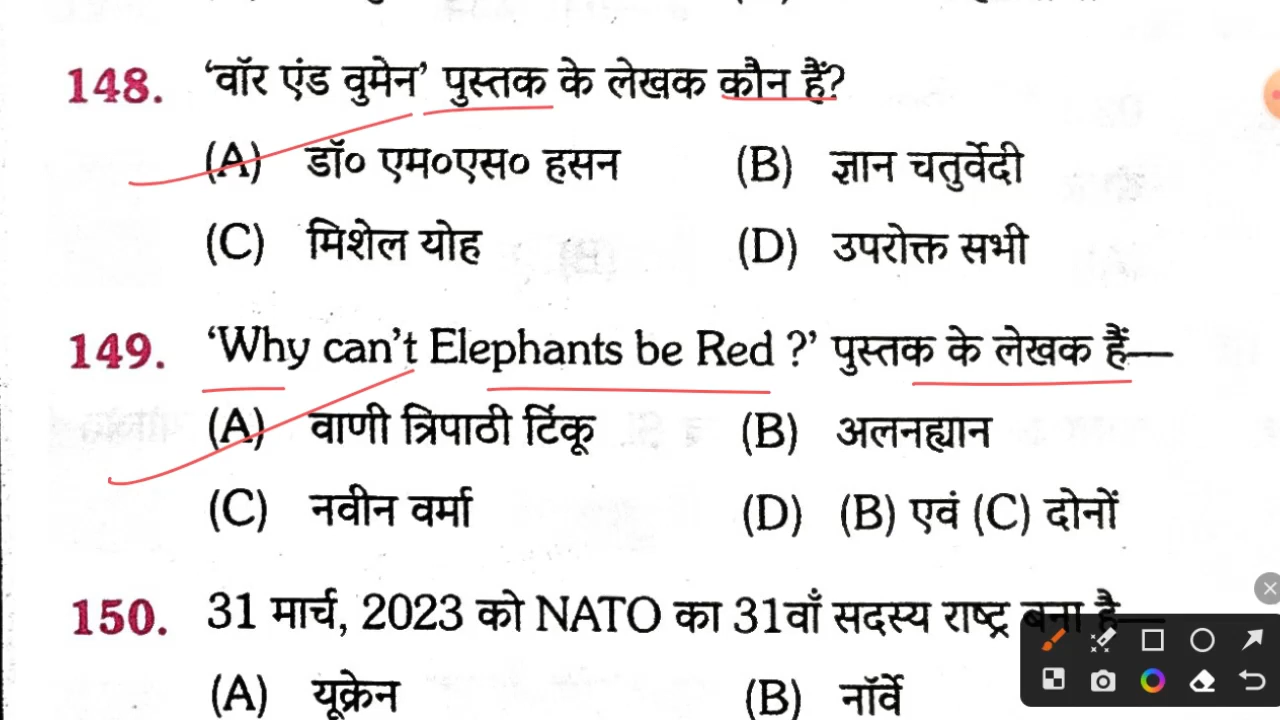 148. 'वॉर एंड वुमेन' पुस्तक के लेखक कौन हैं?
(A) डॉ० एम०एस० हसन (B) ज्ञान चतुर्वेदी
(C) मिशेल योह (D) उपरोक्त सभी
149. 'Why can't Elephants be Red ?' पुस्तक के लेखक हैं—
(A) वाणी त्रिपाठी टिंकू (B) अलनह्यान
(C) नवीन वर्मा (D) (B) एवं (C) दोनों
150. 31 मार्च, 2023 को NATO का 31वाँ सदस्य राष्ट्र बना है—
(A) यूक्रेन (B) नॉर्वे